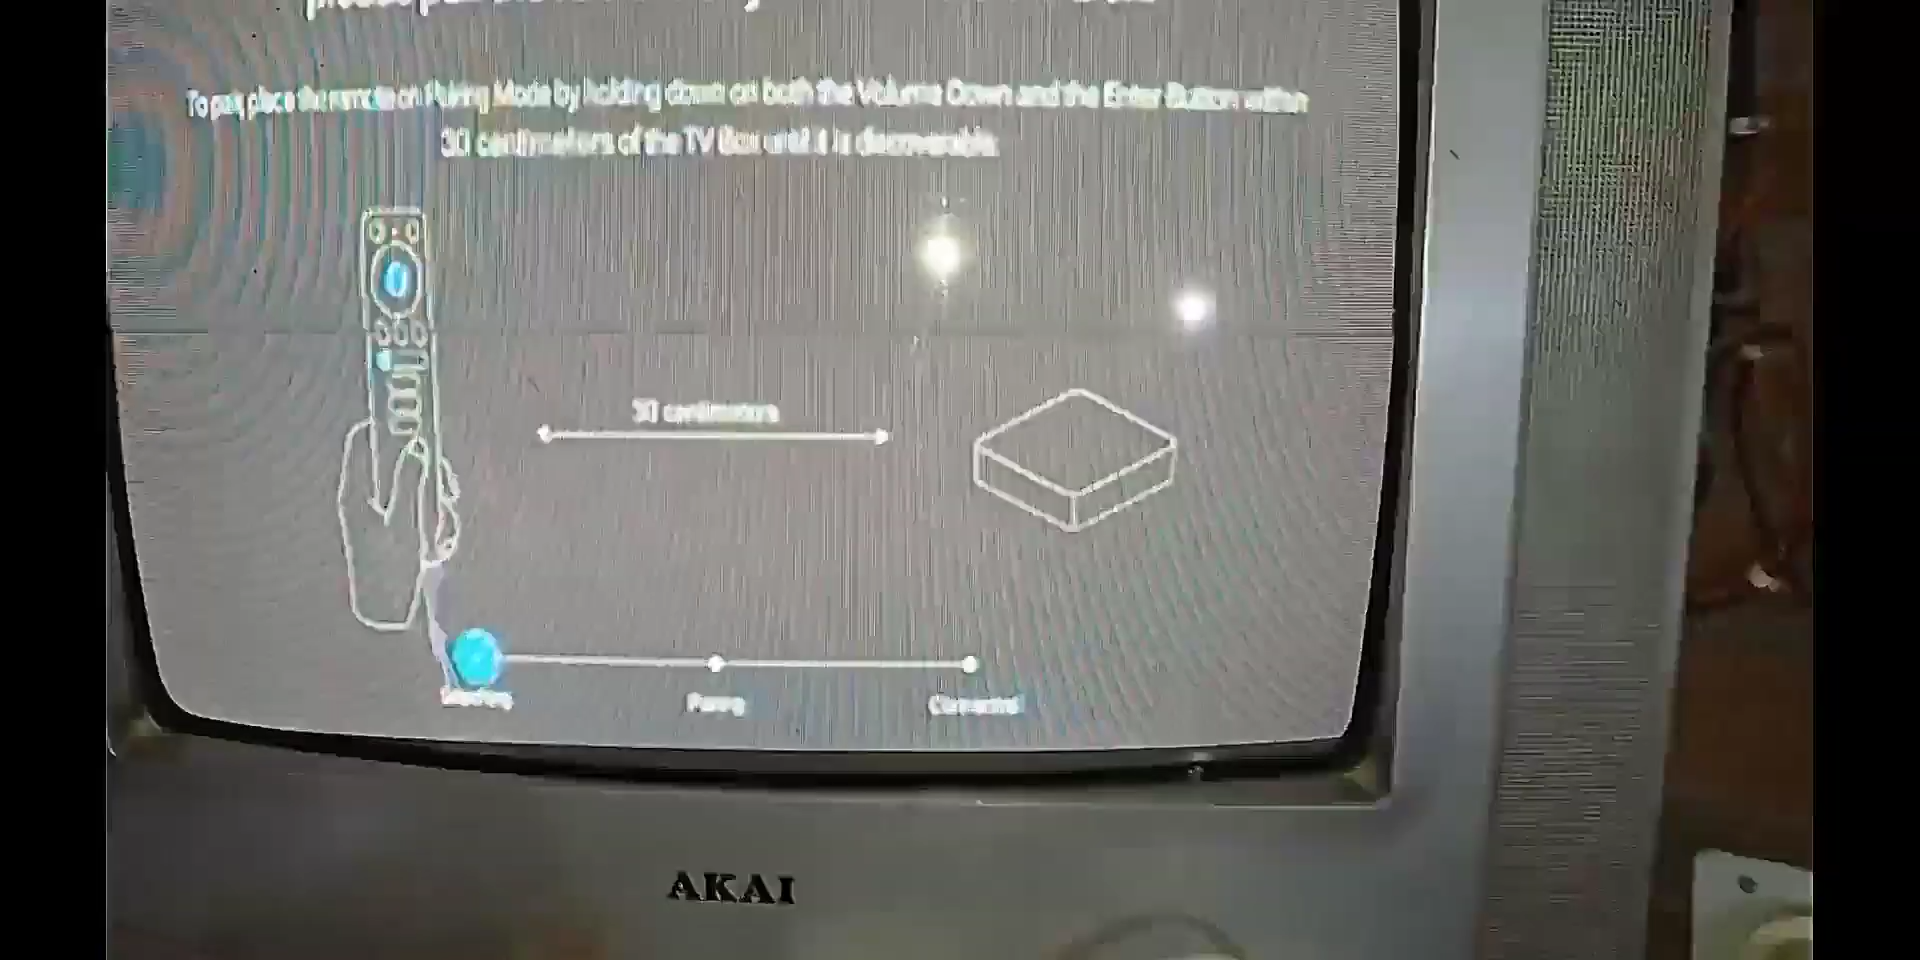 To pair, place the remote on Pairing Mode by holding down on both the Volume Down and the Enter Button within
30 centimeters of the TV Box until it is discoverable.
30 centimeters
Pairing
Connected
AKAI